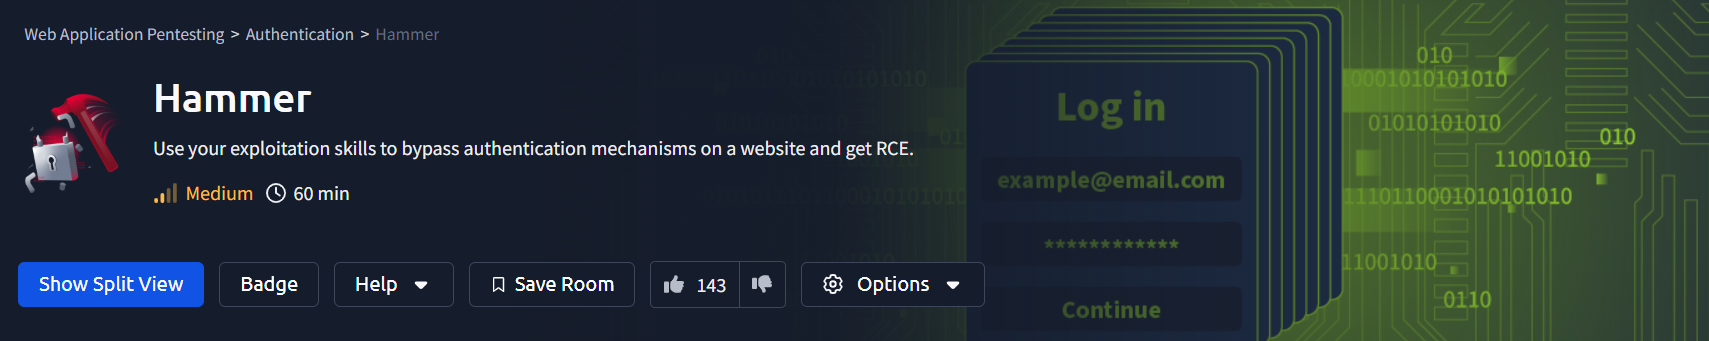 Web Application Pentesting > Authentication > Hammer
Hammer
Use your exploitation skills to bypass authentication mechanisms on a website and get RCE.
Medium 60 min
Show Split View Badge Help Save Room 143 Options
Log in
example@email.com
************
Continue
010
10001010101010
01010101010
010
11001010
11101100010101010
11001010
0110